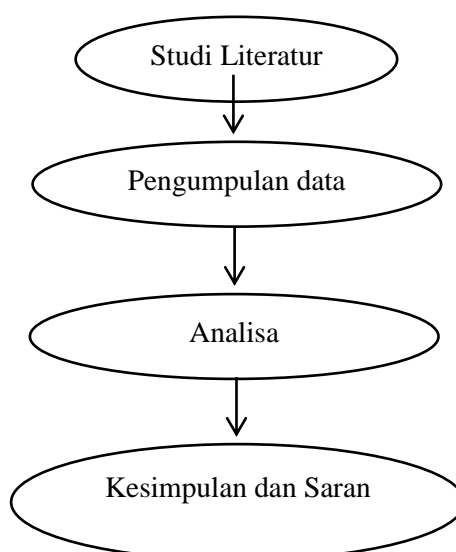 Studi Literatur
Pengumpulan data
Analisa
Kesimpulan dan Saran